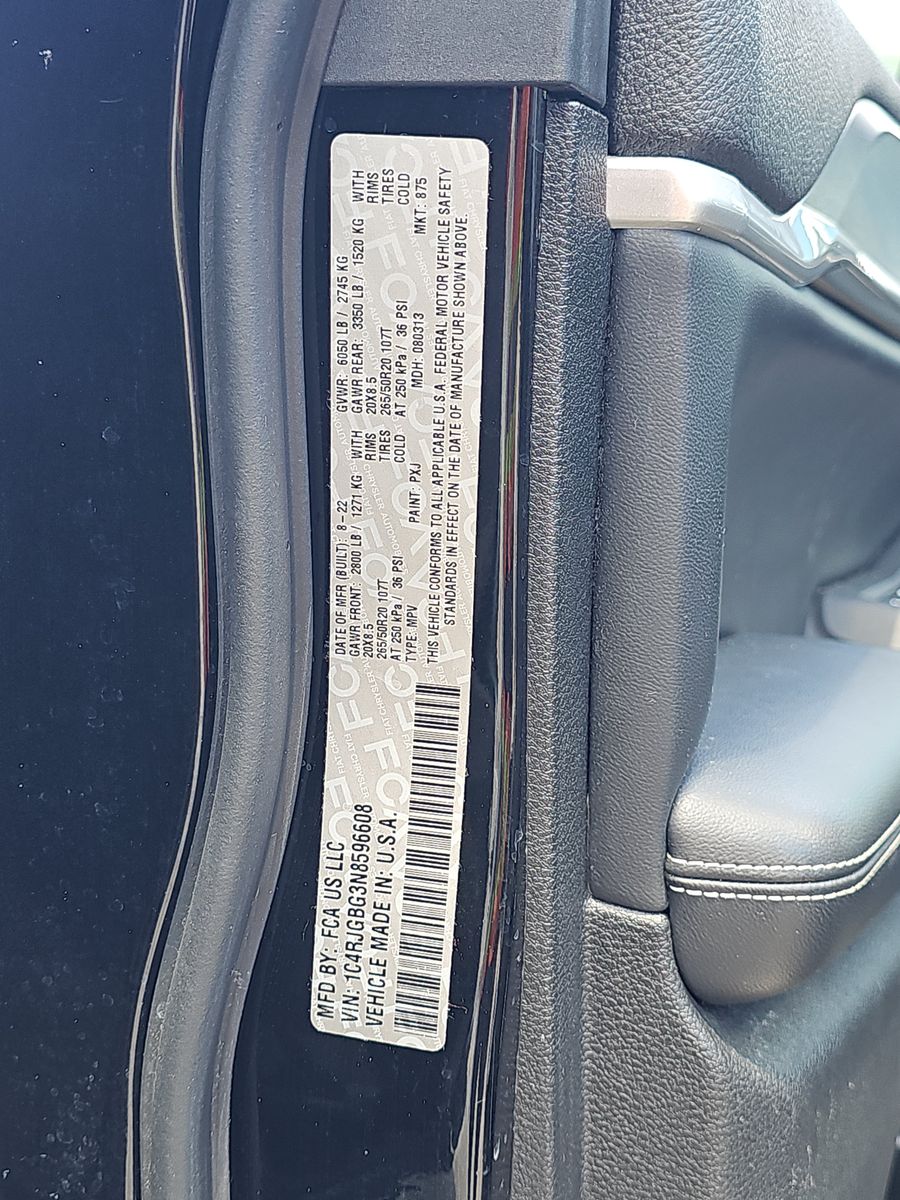 MFD BY: FCA US LLC
VIN: 1C4RJGBG3N8596608
VEHICLE MADE IN: U.S.A.
DATE OF MFR (BUILT): 8-22 GVWR: 6050 LB / 2745 KG
GAWR FRONT: 2800 LB / 1271 KG WITH GAWR REAR: 3350 LB / 1520 KG WITH
20X8.5 RIMS 20X8.5 RIMS
265/50R20 107T TIRES 265/50R20 107T TIRES
AT 250 kPa / 36 PSI COLD AT 250 kPa / 36 PSI COLD
TYPE: MPV PAINT: PXJ MDH: 080313 MKT: 875
THIS VEHICLE CONFORMS TO ALL APPLICABLE U.S.A. FEDERAL MOTOR VEHICLE SAFETY
STANDARDS IN EFFECT ON THE DATE OF MANUFACTURE SHOWN ABOVE.